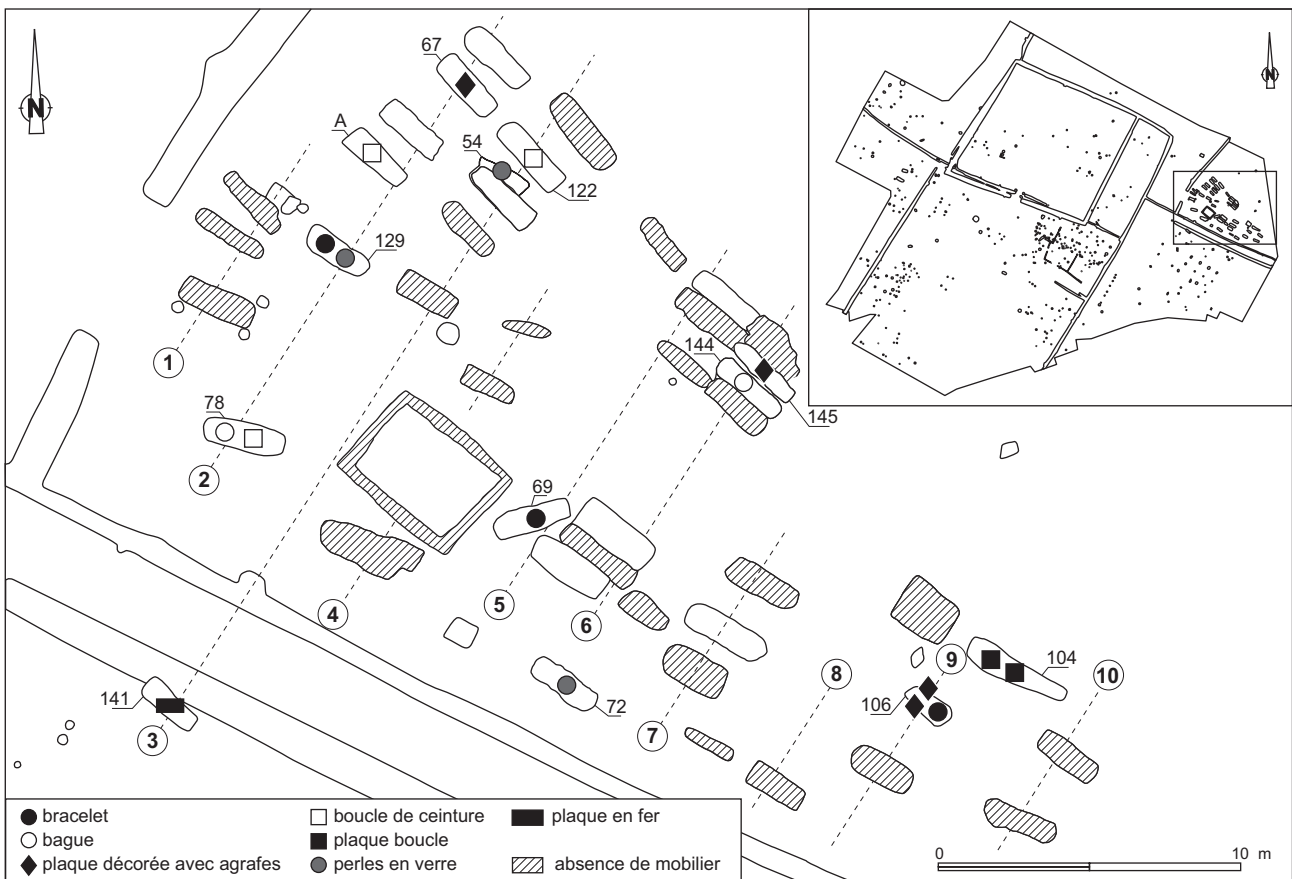 N
N
67
A
54
122
129
1
78
2
144
145
69
4
5
6
72
141
3
7
8
9
104
106
10
bracelet
bague
plaque décorée avec agrafes
boucle de ceinture
plaque boucle
perles en verre
plaque en fer
absence de mobilier
0 10 m